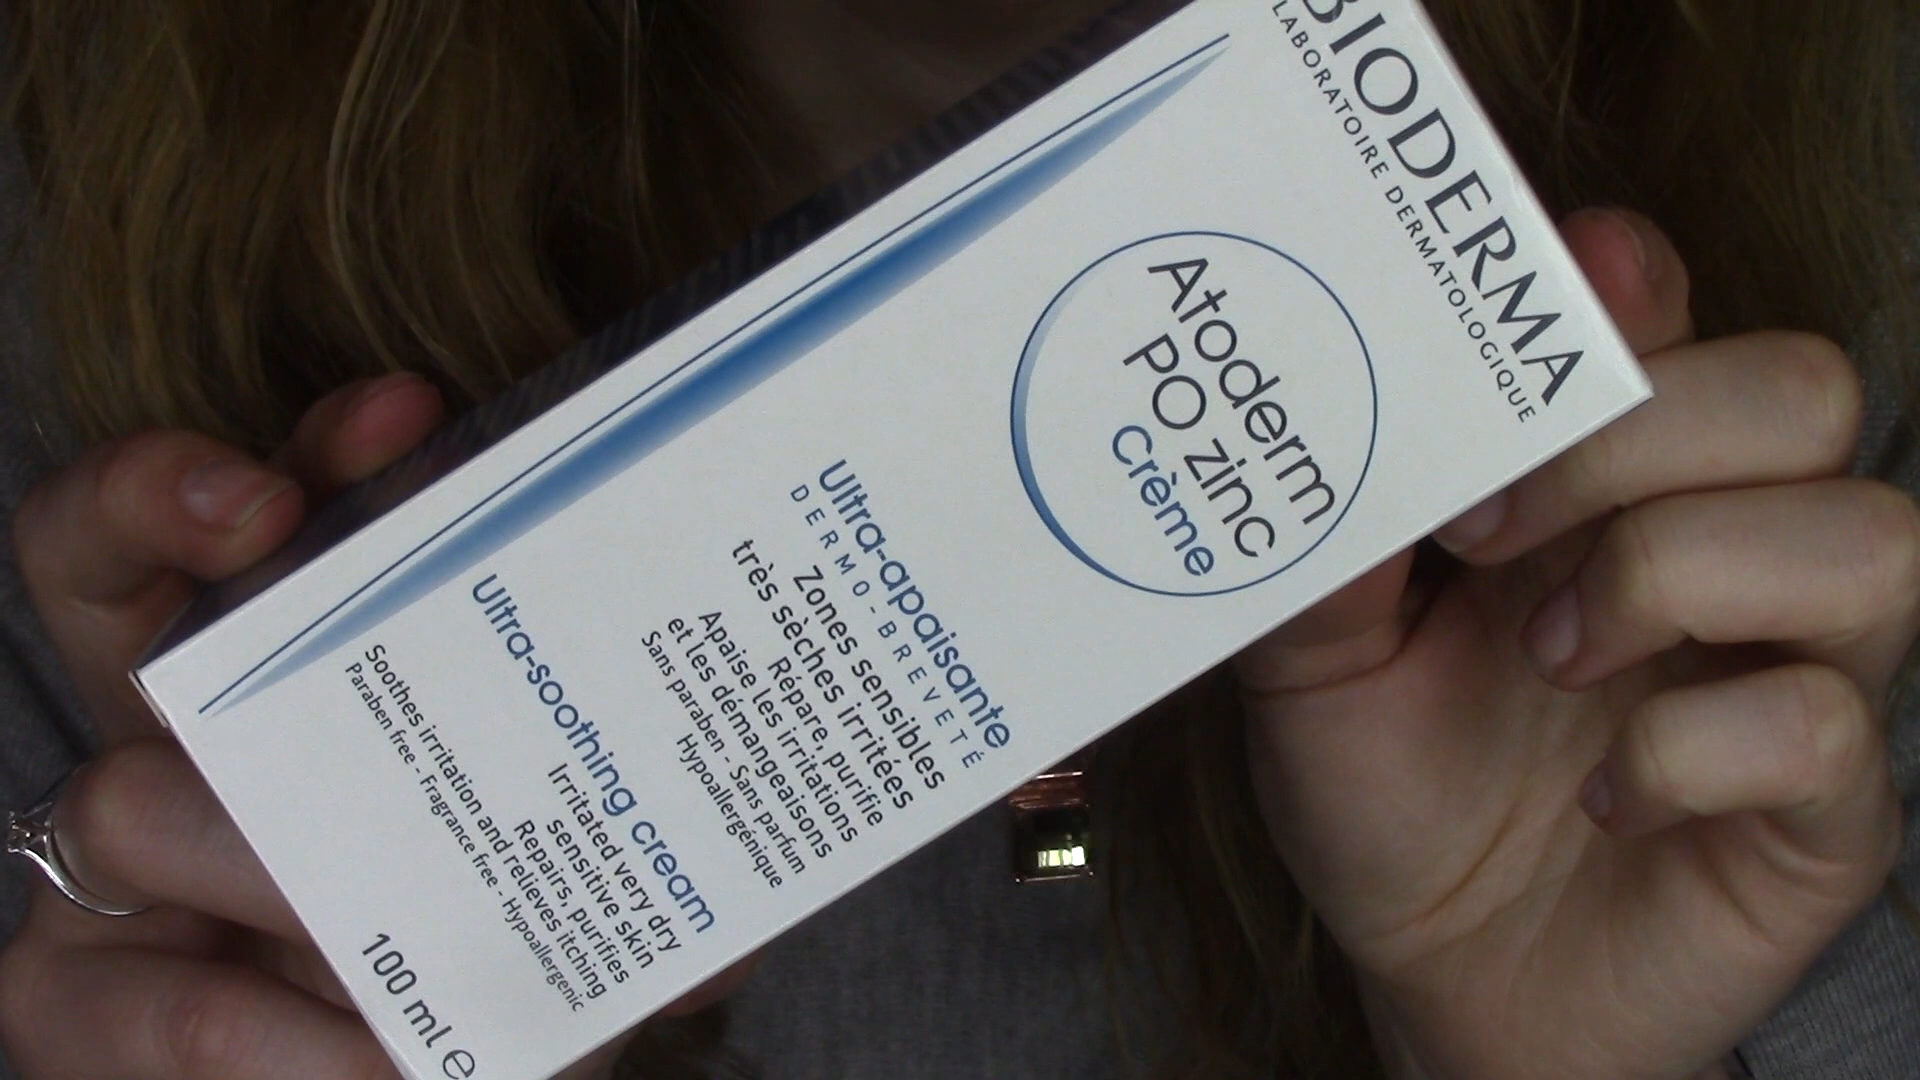 BIODERMA
LABORATOIRE DERMATOLOGIQUE
Atoderm
PO zinc
Crème
Ultra-apaisante
DERMO-BREVETÉ
Zones sensibles
très sèches irritées
Répare, purifie
Apaise les irritations
et les démangeaisons
Sans paraben - Sans parfum
Hypoallergénique
Ultra-soothing cream
Irritated very dry
sensitive skin
Repairs, purifies
Soothes irritation and relieves itching
Paraben free - Fragrance free - Hypoallergenic
100 ml e